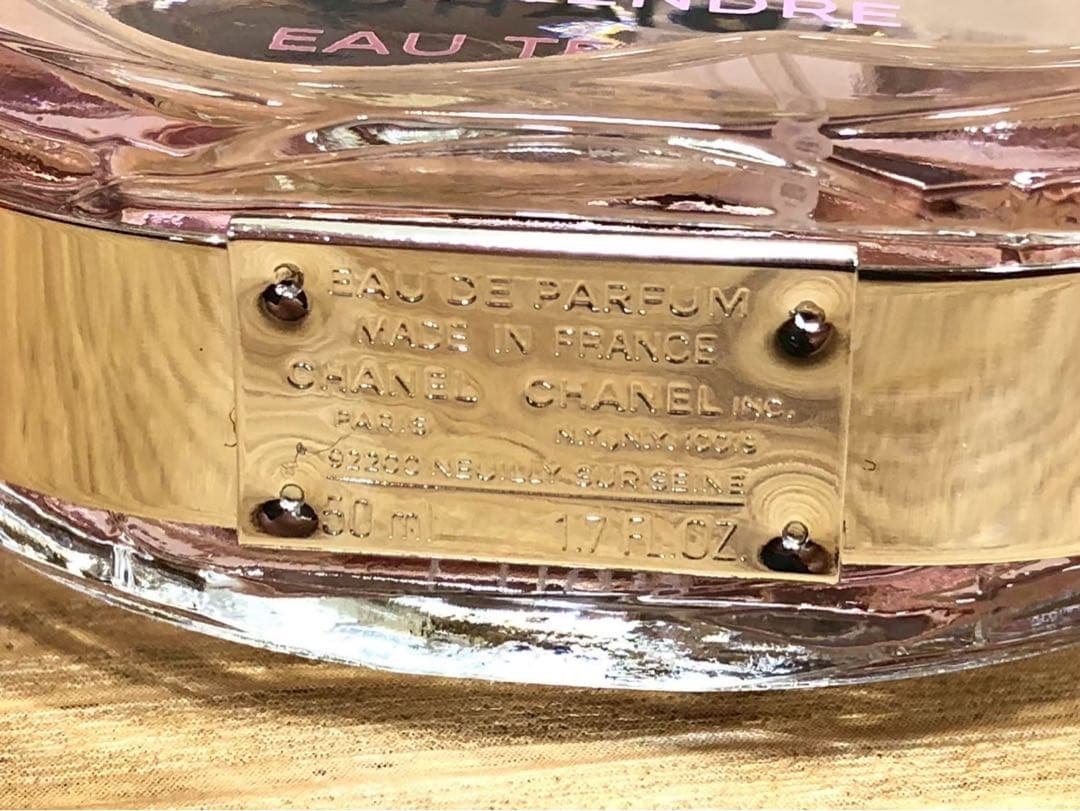 ENDRE
EAU TE
EAU DE PARFUM
MADE IN FRANCE
CHANEL CHANEL INC.
PARIS N.Y.,N.Y. 10019
92200 NEUILLY SUR SEINE
50 ml 1.7 FL.OZ.